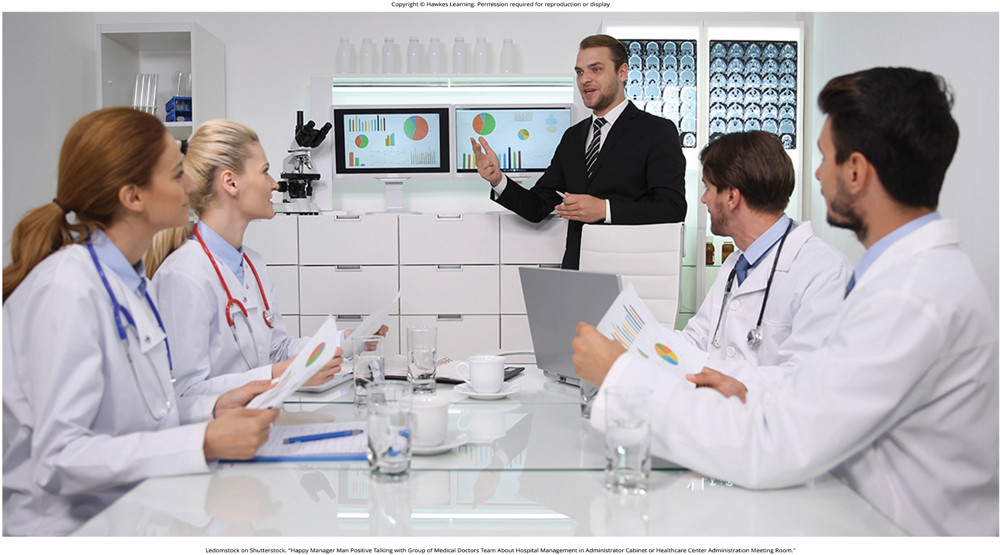 Copyright © Hawkes Learning. Permission required for reproduction or display
Ledomstock on Shutterstock. "Happy Manager Man Positive Talking with Group of Medical Doctors Team About Hospital Management in Administrator Cabinet or Healthcare Center Administration Meeting Room."